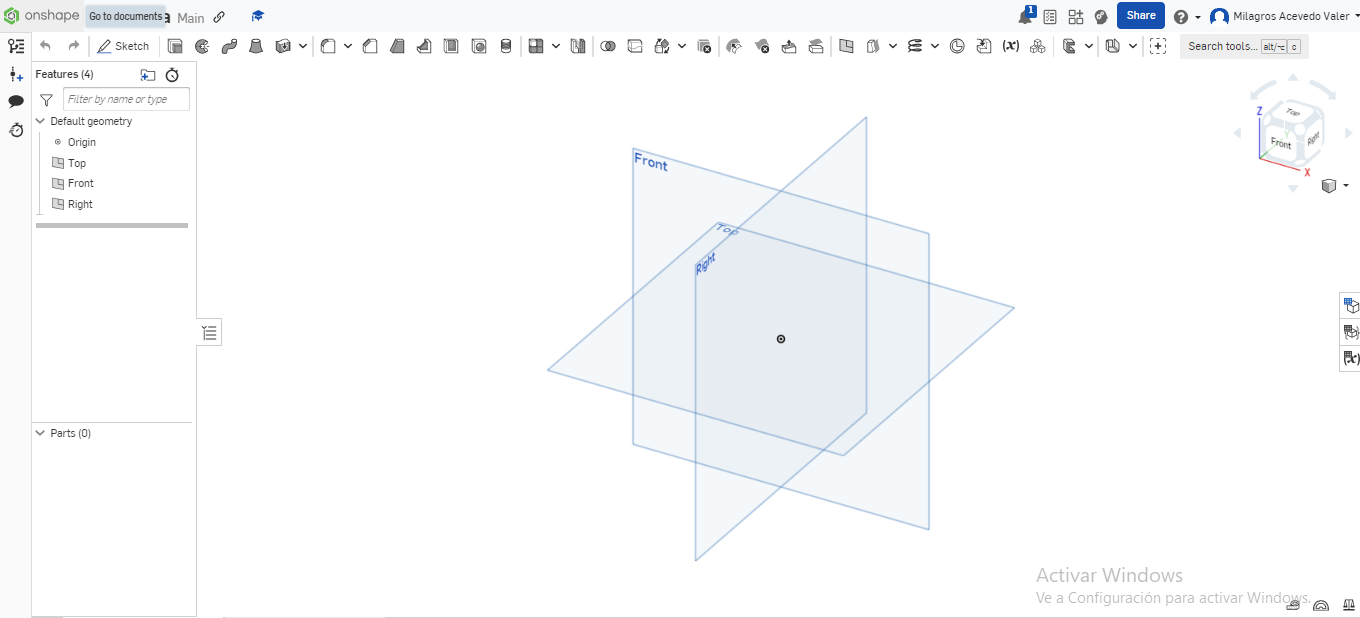 onshape Go to documents a Main 1 Share Milagros Acevedo Valer
Sketch (x) Search tools... alt/⌥ c
Features (4)
Filter by name or type
Default geometry
Origin
Top
Front
Right
Parts (0)
Front
Top
Right
Z
Top
Front
Right
Y
X
(x)
Activar Windows
Ve a Configuración para activar Windows.